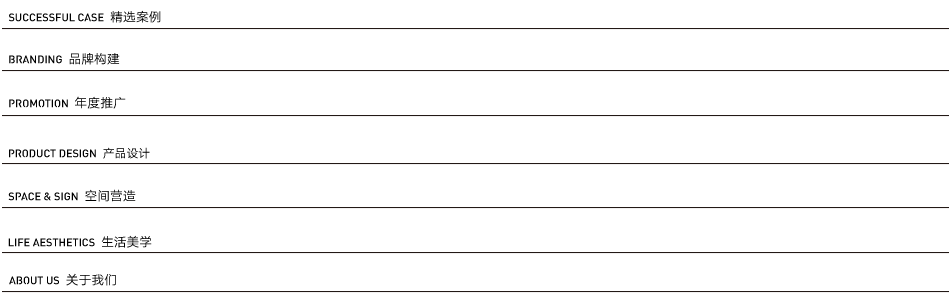 SUCCESSFUL CASE 精选案例
BRANDING 品牌构建
PROMOTION 年度推广
PRODUCT DESIGN 产品设计
SPACE & SIGN 空间营造
LIFE AESTHETICS 生活美学
ABOUT US 关于我们